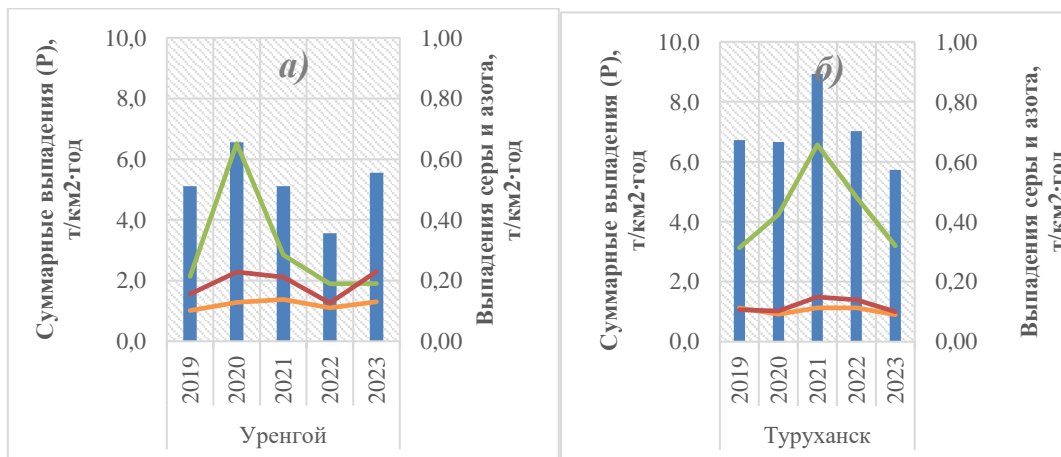 Суммарные выпадения (P),
т/км2·год
10,0
8,0
6,0
4,0
2,0
0,0
а)
1,00
0,80
0,60
0,40
0,20
0,00
Выпадения серы и азота,
т/км2·год
2019
2020
2021
2022
2023
Уренгой
Суммарные выпадения (P),
т/км2·год
10,0
8,0
6,0
4,0
2,0
0,0
б)
1,00
0,80
0,60
0,40
0,20
0,00
Выпадения серы и азота,
т/км2·год
2019
2020
2021
2022
2023
Туруханск